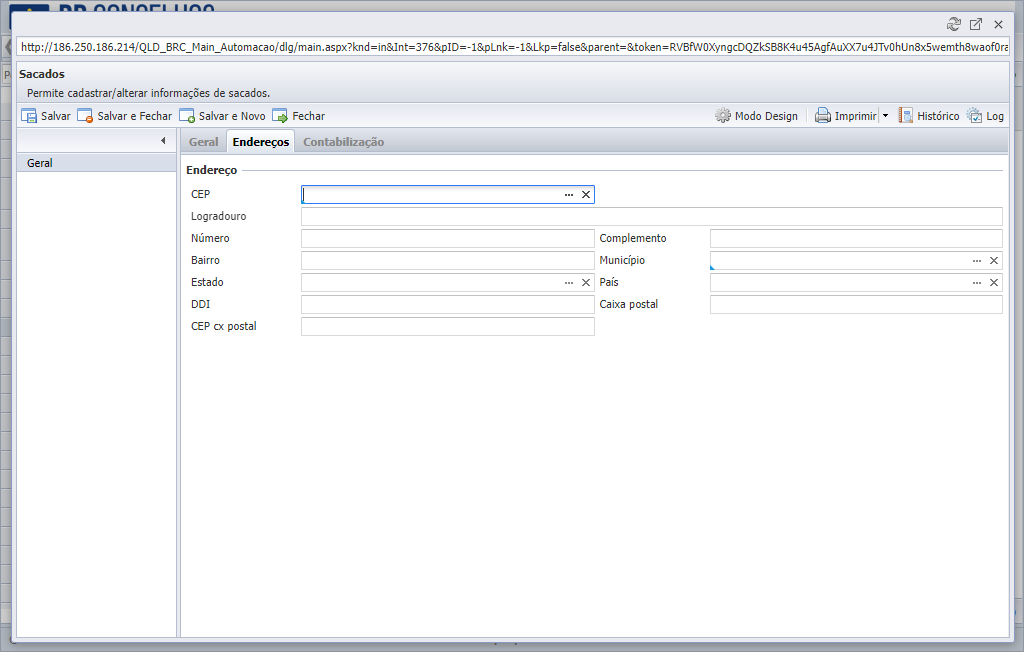 http://186.250.186.214/QLD_BRC_Main_Automacao/dlg/main.aspx?knd=in&Int=376&pID=-1&pLnk=-1&Lkp=false&parent=&token=RVBfW0XyngcDQZkSB8K4u45AgfAuXX7u4JTv0hUn8x5wemth8waof0ra
Sacados
Permite cadastrar/alterar informações de sacados.
Salvar Salvar e Fechar Salvar e Novo Fechar Modo Design Imprimir Histórico Log
Geral Endereços Contabilização
Geral
Endereço
CEP
Logradouro
Número Complemento
Bairro Município
Estado País
DDI Caixa postal
CEP cx postal